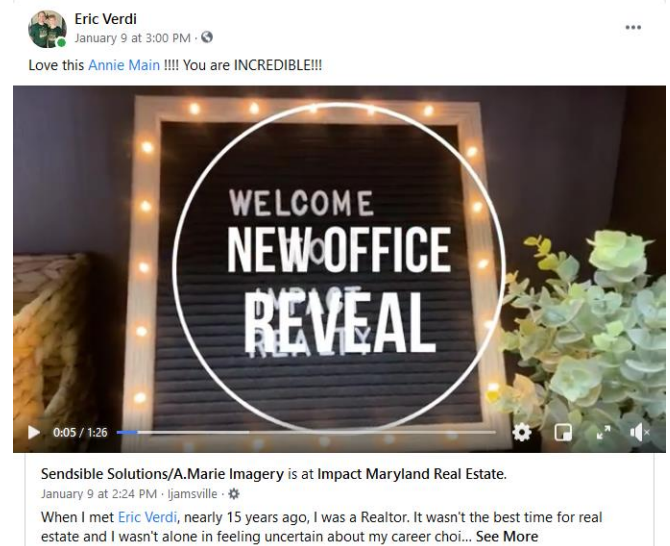 Eric Verdi
January 9 at 3:00 PM ·
Love this Annie Main !!!! You are INCREDIBLE!!!
WELCOME
TO
NEW OFFICE
IMPACT
REVEAL
REALTY
0:05 / 1:26
Sendsible Solutions/A.Marie Imagery is at Impact Maryland Real Estate.
January 9 at 2:24 PM · Ijamsville ·
When I met Eric Verdi, nearly 15 years ago, I was a Realtor. It wasn't the best time for real
estate and I wasn't alone in feeling uncertain about my career choi... See More